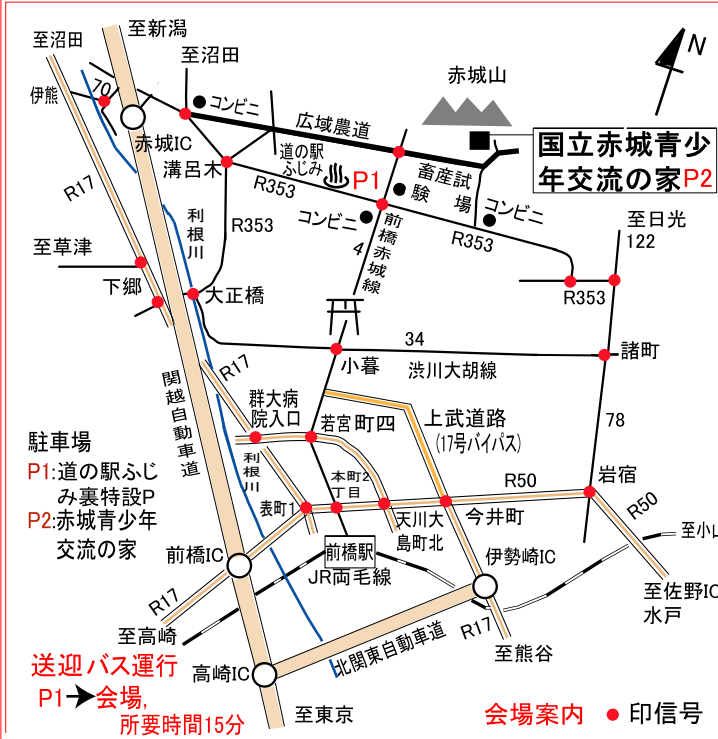 至新潟
至沼田
至沼田
N
赤城山
伊熊
70
コンビニ
赤城IC
広域農道
国立赤城青少
年交流の家P2
溝呂木
道の駅
ふじみ
P1
畜産試
験
場
R17
R353
コンビニ
コンビニ
至日光
122
利根川
R353
前橋赤城線
4
R353
至草津
下郷
大正橋
R353
34
小暮
渋川大胡線
諸町
関越自動車道
R17
群大病
院入口
若宮町四
上武道路
(17号バイパス)
78
駐車場
P1:道の駅ふじ
み裏特設P
P2:赤城青少年
交流の家
利根川
本町2
丁目
表町1
R50
岩宿
天川大
島町北
今井町
R50
至小山
前橋IC
前橋駅
JR両毛線
伊勢崎IC
至佐野IC
水戸
R17
至高崎
北関東自動車道
R17
至熊谷
送迎バス運行
P1→会場,
所要時間15分
高崎IC
至東京
会場案内
●印信号